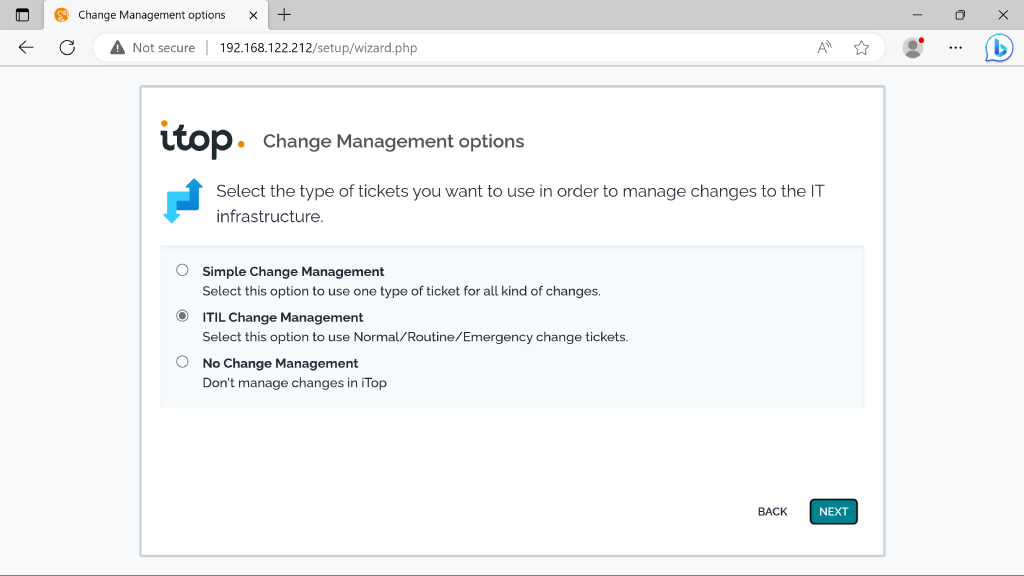 Change Management options
Not secure
192.168.122.212/setup/wizard.php
itop.
Change Management options
Select the type of tickets you want to use in order to manage changes to the IT
infrastructure.
Simple Change Management
Select this option to use one type of ticket for all kind of changes.
ITIL Change Management
Select this option to use Normal/Routine/Emergency change tickets.
No Change Management
Don't manage changes in iTop
BACK
NEXT